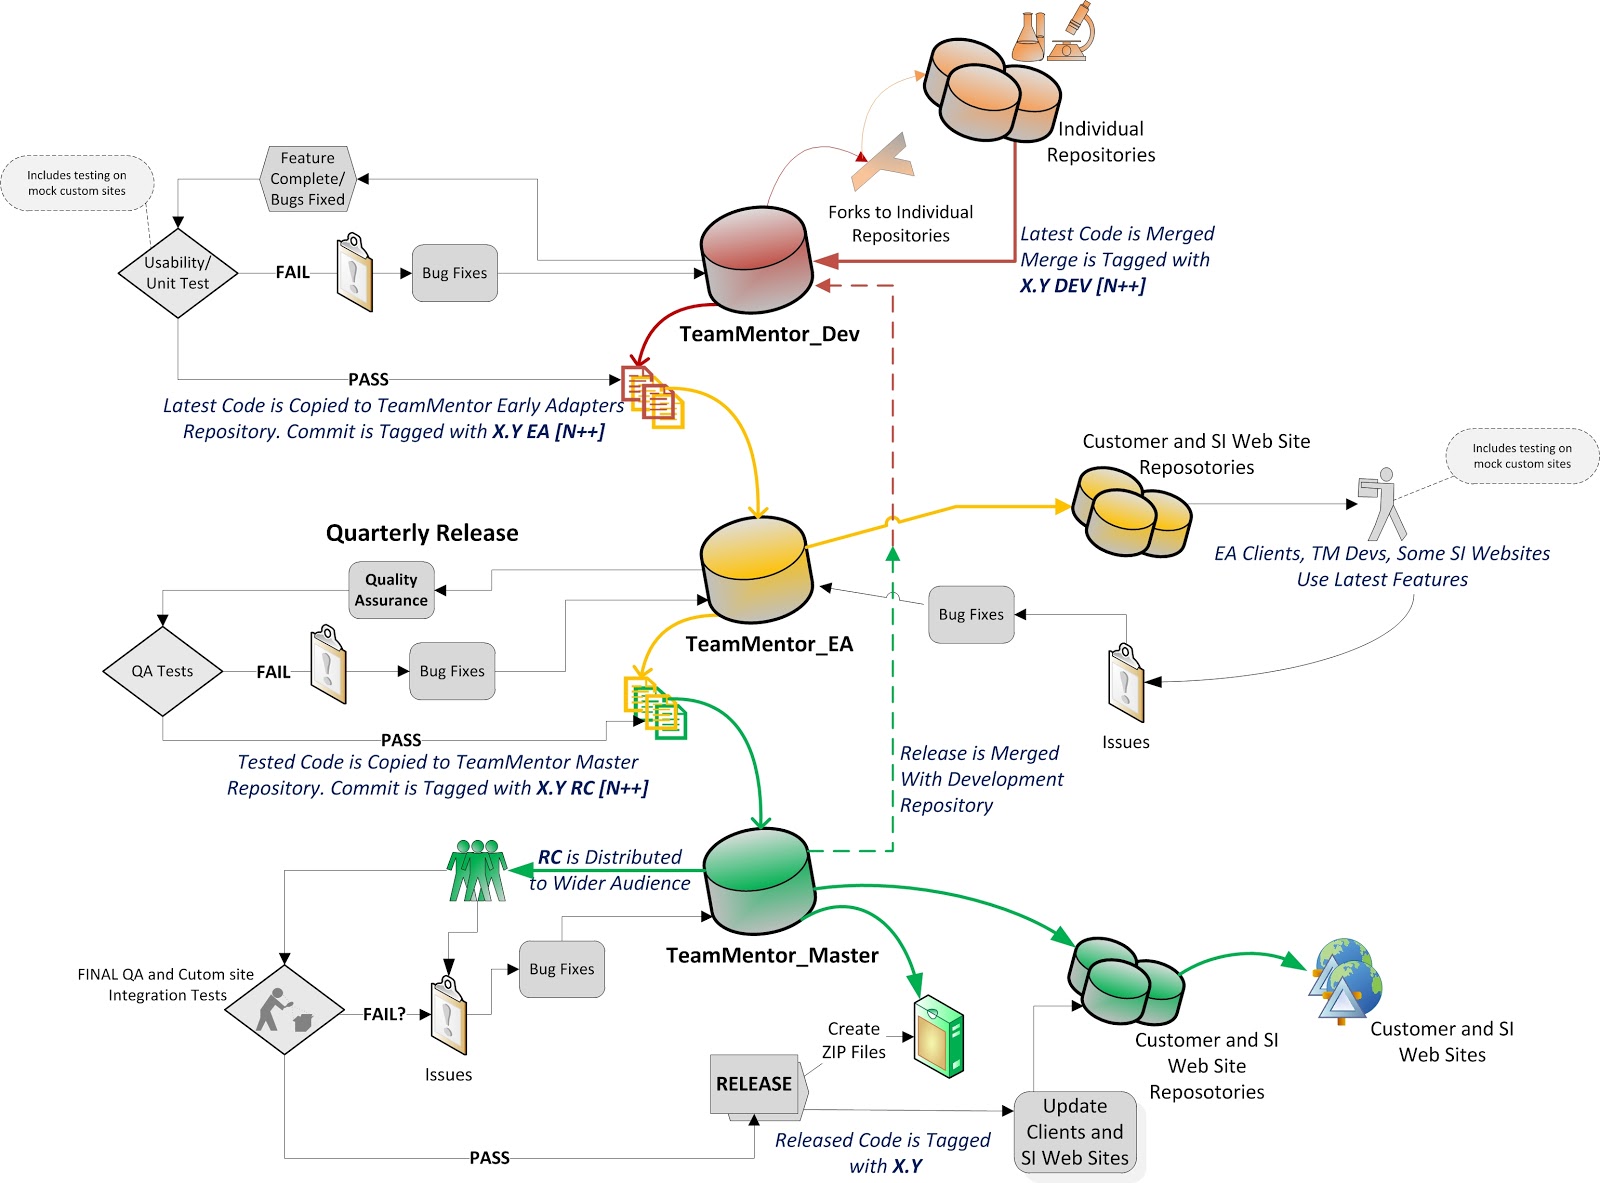 Individual
Repositories
Includes testing on
mock custom sites
Feature
Complete/
Bugs Fixed
Forks to Individual
Repositories
Latest Code is Merged
Merge is Tagged with
X.Y DEV [N++]
Usability/
Unit Test
FAIL
Bug Fixes
TeamMentor_Dev
PASS
Latest Code is Copied to TeamMentor Early Adapters
Repository. Commit is Tagged with X.Y EA [N++]
Customer and SI Web Site
Reposotories
Includes testing on
mock custom sites
EA Clients, TM Devs, Some SI Websites
Use Latest Features
Quarterly Release
Quality
Assurance
Bug Fixes
TeamMentor_EA
QA Tests
FAIL
Bug Fixes
Issues
PASS
Tested Code is Copied to TeamMentor Master
Repository. Commit is Tagged with X.Y RC [N++]
Release is Merged
With Development
Repository
RC is Distributed
to Wider Audience
TeamMentor_Master
FINAL QA and Cutom site
Integration Tests
Bug Fixes
FAIL?
Issues
Create
ZIP Files
Customer and SI
Web Site
Reposotories
Customer and SI
Web Sites
RELEASE
Update
Clients and
SI Web Sites
Released Code is Tagged
with X.Y
PASS